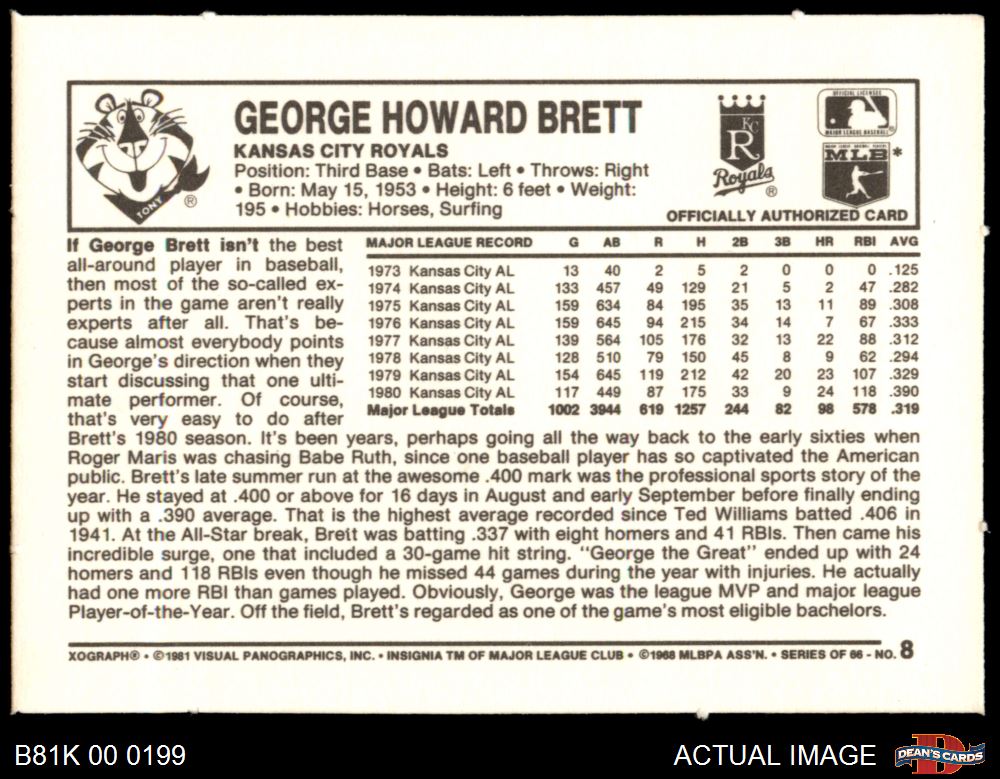 GEORGE HOWARD BRETT
KANSAS CITY ROYALS
Position: Third Base • Bats: Left • Throws: Right
• Born: May 15, 1953 • Height: 6 feet • Weight:
195 • Hobbies: Horses, Surfing
TONY ®
KC
R
Royals ®
OFFICIAL LICENSEE
MAJOR LEAGUE BASEBALL ®
MAJOR LEAGUE BASEBALL PLAYERS
MLB *
OFFICIALLY AUTHORIZED CARD
If George Brett isn't the best
all-around player in baseball,
then most of the so-called ex-
perts in the game aren't really
experts after all. That's be-
cause almost everybody points
in George's direction when they
start discussing that one ulti-
mate performer. Of course,
that's very easy to do after
MAJOR LEAGUE RECORD G AB R H 2B 3B HR RBI AVG
1973 Kansas City AL 13 40 2 5 2 0 0 0 .125
1974 Kansas City AL 133 457 49 129 21 5 2 47 .282
1975 Kansas City AL 159 634 84 195 35 13 11 89 .308
1976 Kansas City AL 159 645 94 215 34 14 7 67 .333
1977 Kansas City AL 139 564 105 176 32 13 22 88 .312
1978 Kansas City AL 128 510 79 150 45 8 9 62 .294
1979 Kansas City AL 154 645 119 212 42 20 23 107 .329
1980 Kansas City AL 117 449 87 175 33 9 24 118 .390
Major League Totals 1002 3944 619 1257 244 82 98 578 .319
Brett's 1980 season. It's been years, perhaps going all the way back to the early sixties when
Roger Maris was chasing Babe Ruth, since one baseball player has so captivated the American
public. Brett's late summer run at the awesome .400 mark was the professional sports story of the
year. He stayed at .400 or above for 16 days in August and early September before finally ending
up with a .390 average. That is the highest average recorded since Ted Williams batted .406 in
1941. At the All-Star break, Brett was batting .337 with eight homers and 41 RBIs. Then came his
incredible surge, one that included a 30-game hit string. "George the Great" ended up with 24
homers and 118 RBIs even though he missed 44 games during the year with injuries. He actually
had one more RBI than games played. Obviously, George was the league MVP and major league
Player-of-the-Year. Off the field, Brett's regarded as one of the game's most eligible bachelors.
XOGRAPH® • ©1981 VISUAL PANOGRAPHICS, INC. • INSIGNIA TM OF MAJOR LEAGUE CLUB • ©1968 MLBPA ASS'N. • SERIES OF 66 - NO. 8
B81K 00 0199
ACTUAL IMAGE
DEAN'S CARDS